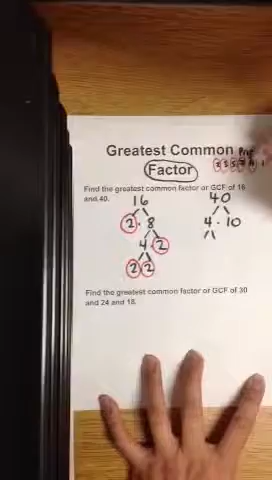 Greatest Common
Factor
Find the greatest common factor or GCF of 16
and 40.
16
2 · 8
4 · 2
2 2
40
4 · 10
Find the greatest common factor or GCF of 30
and 24 and 18.